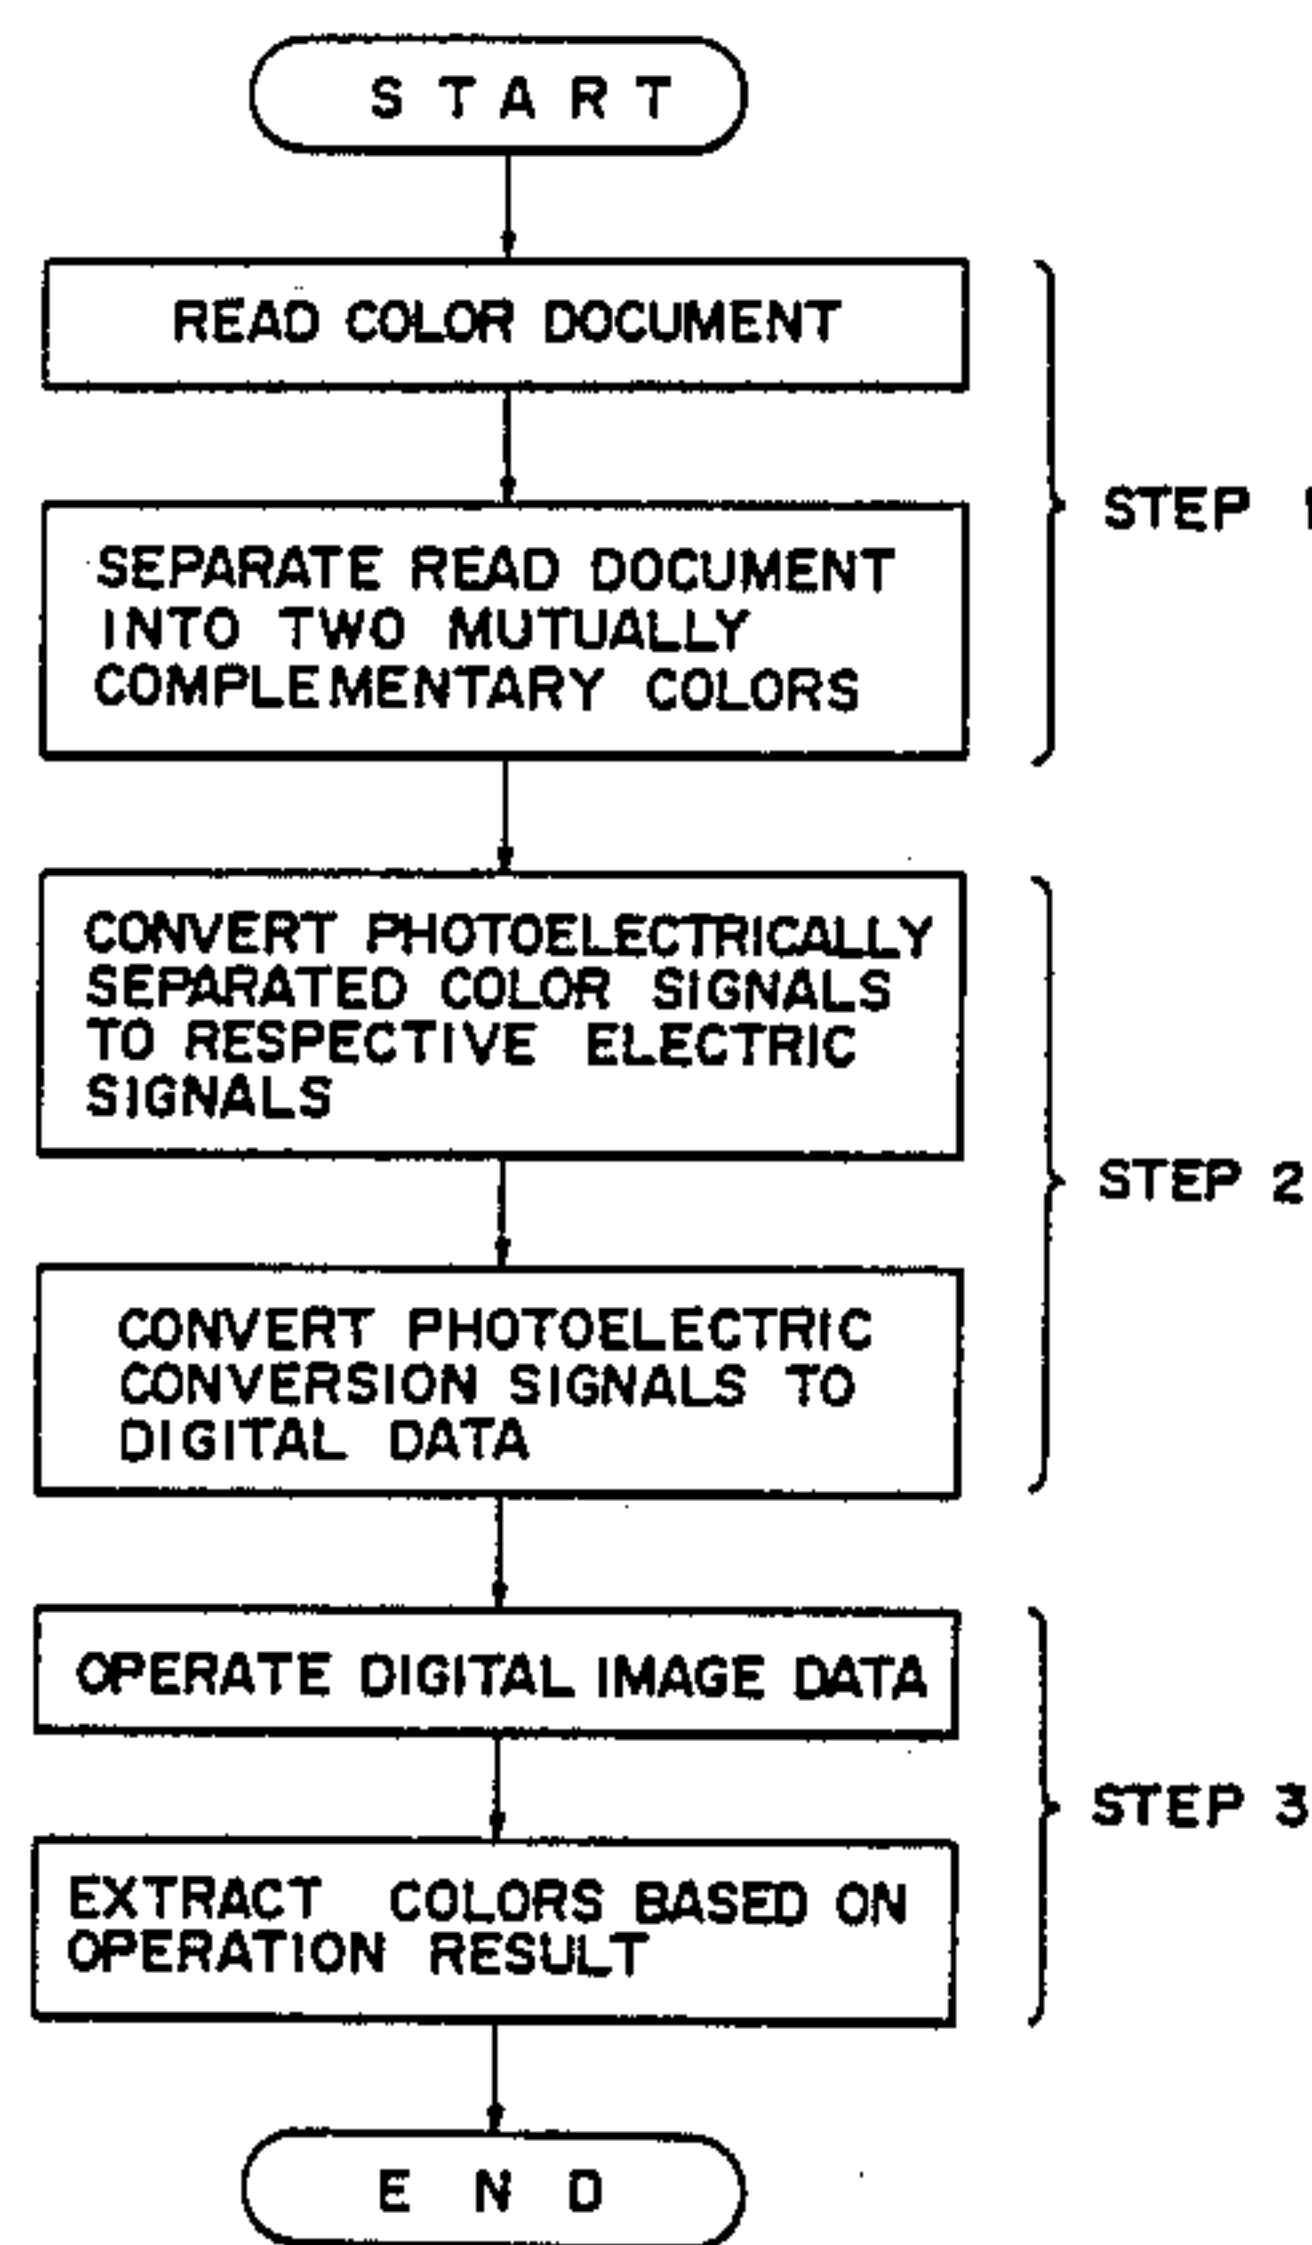 START
READ COLOR DOCUMENT
SEPARATE READ DOCUMENT
INTO TWO MUTUALLY
COMPLEMENTARY COLORS
STEP 1
CONVERT PHOTOELECTRICALLY
SEPARATED COLOR SIGNALS
TO RESPECTIVE ELECTRIC
SIGNALS
CONVERT PHOTOELECTRIC
CONVERSION SIGNALS TO
DIGITAL DATA
STEP 2
OPERATE DIGITAL IMAGE DATA
EXTRACT COLORS BASED ON
OPERATION RESULT
STEP 3
END